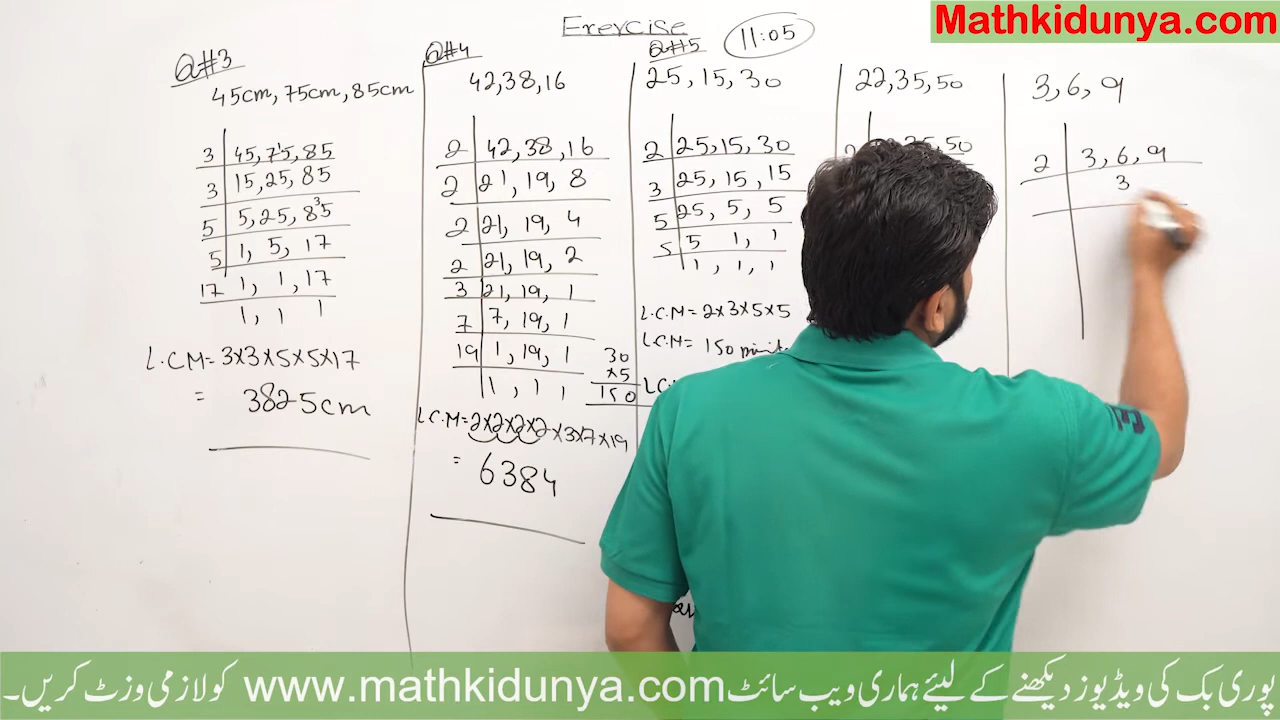 Mathkidunya.com
Exercise
11:05
Q#3
45cm, 75cm, 85cm
3 45, 75, 85
3 15, 25, 85
5 5, 25, 85
5 1, 5, 17
17 1, 1, 17
1, 1 1
L.CM= 3x3x5x5x17
= 3825cm
Q#4
42,38,16
2 42, 38, 16
2 21, 19, 8
2 21, 19, 4
2 21, 19, 2
3 21, 19, 1
7 7, 19, 1
19 1, 19, 1
1, 1, 1
L.CM= 2x2x2x2x3x7x19
= 6384
Q#5
25, 15, 30
2 25, 15, 30
3 25, 15, 15
5 25, 5, 5
5 5 1, 1
1, 1, 1
L.C.M= 2x3x5x5
L.C.M=
30
x5
150
22,35,50
50
3, 6, 9
2 3, 6, 9
3
پوری بک کی ویڈیوز دیکھنے کے لیئے ہماری ویب سائٹ www.mathkidunya.com کو لازمی وزٹ کریں۔